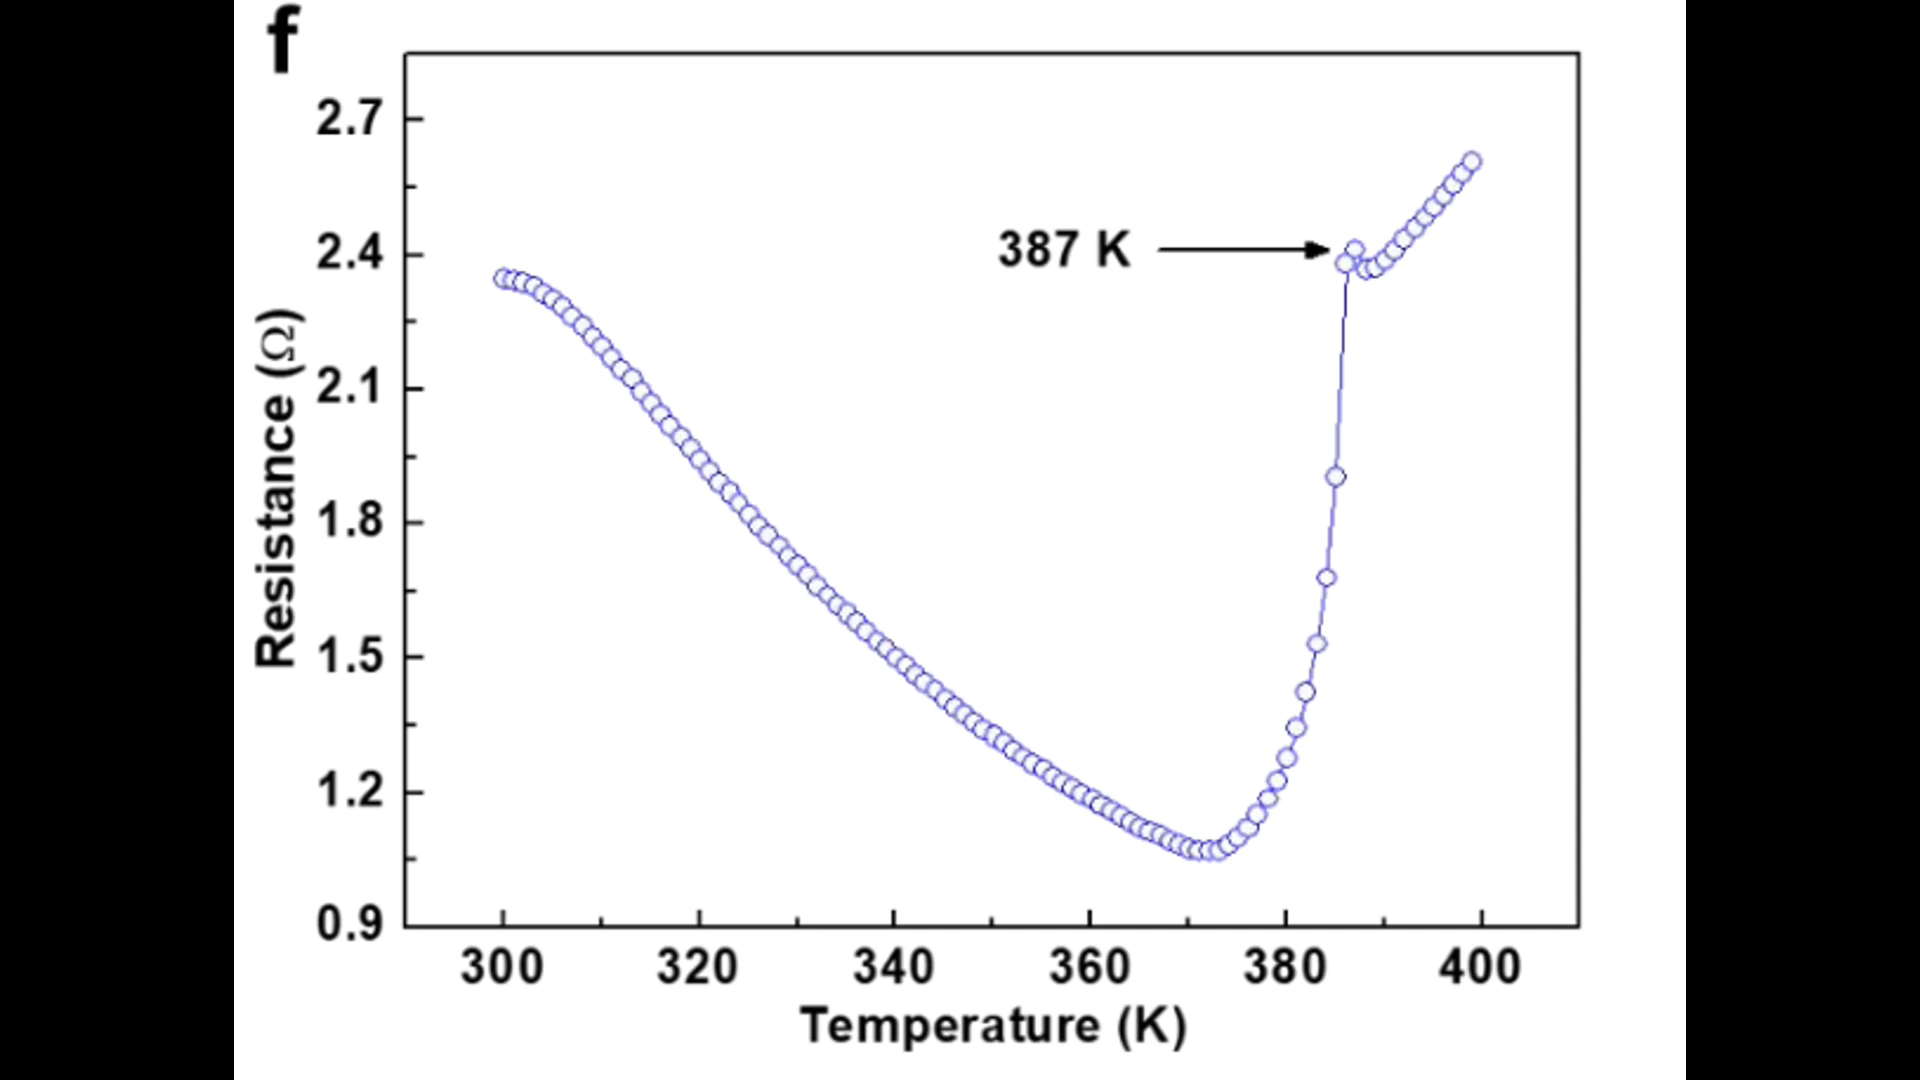 f
2.7
2.4
2.1
1.8
1.5
1.2
0.9
Resistance (Ω)
387 K
300 320 340 360 380 400
Temperature (K)